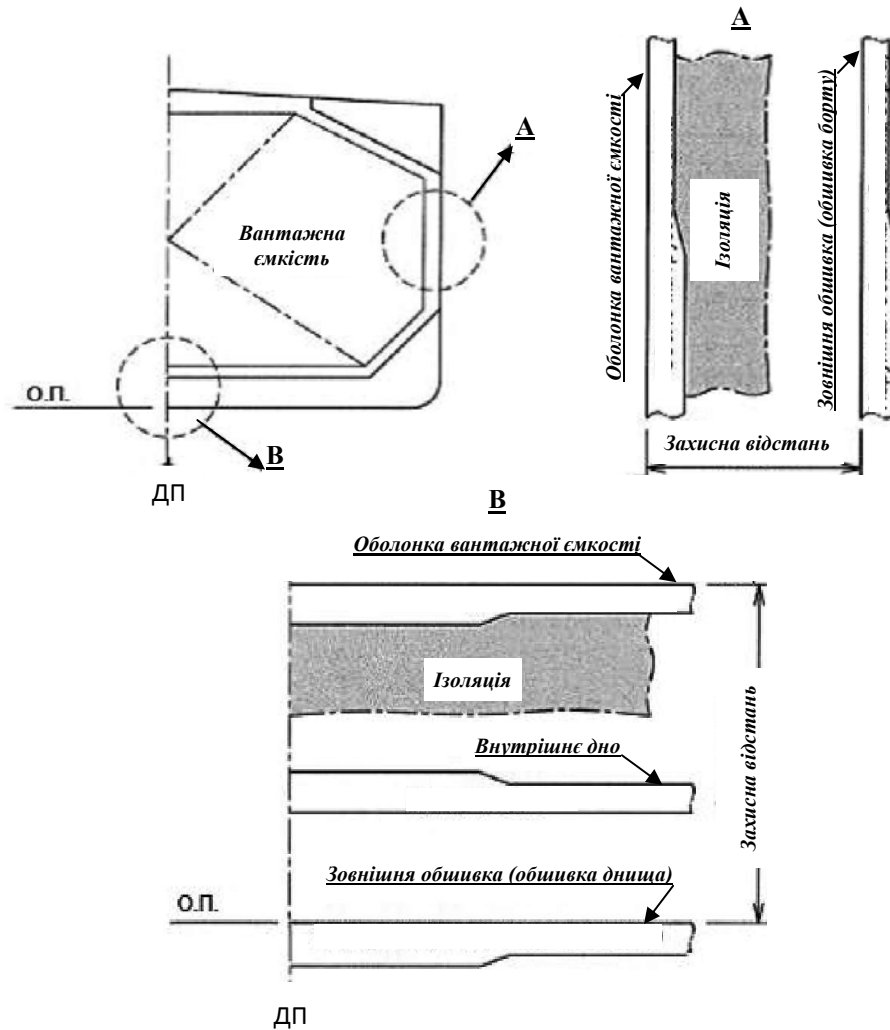 А
А
Вантажна
ємкість
О.П.
В
ДП
Оболонка вантажної ємкості
Ізоляція
Зовнішня обшивка (обшивка борту)
Захисна відстань
В
Оболонка вантажної ємкості
Ізоляція
Внутрішнє дно
Захисна відстань
Зовнішня обшивка (обшивка днища)
О.П.
ДП